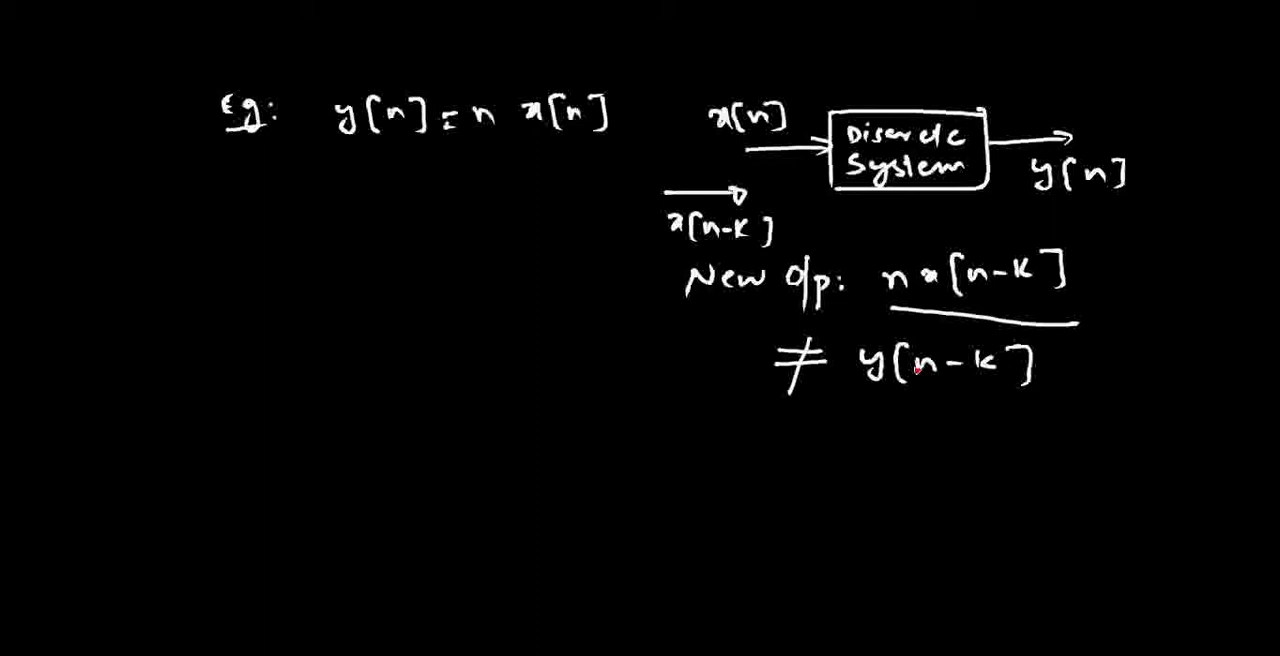 Eg: y[n] = n x[n]
x[n]
Discrete
System
y[n]
x[n-k]
New o/p: n x[n-k]
≠ y[n-k]